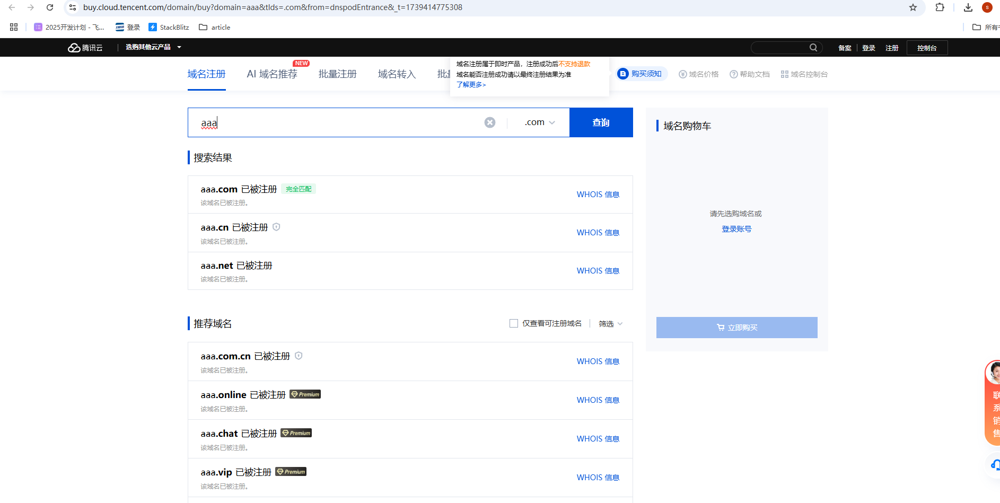 buy.cloud.tencent.com/domain/buy?domain=aaa&tlds=.com&from=dnspodEntrance&_t=1739414775308
S
2025开发计划 - 飞... 登录 StackBlitz article 所有
腾讯云 选购其他云产品 备案 登录 注册 控制台
域名注册 AI 域名推荐 NEW 批量注册 域名转入 购买须知 域名价格 帮助文档 域名控制台
域名注册属于即时产品，注册成功后不支持退款
域名能否注册成功请以最终注册结果为准
了解更多>
aaa .com 查询
域名购物车
搜索结果
aaa.com 已被注册 完全匹配
该域名已被注册。
WHOIS 信息
aaa.cn 已被注册
该域名已被注册。
WHOIS 信息
aaa.net 已被注册
该域名已被注册。
WHOIS 信息
请先选购域名或
登录账号
立即购买
推荐域名 仅查看可注册域名 筛选
aaa.com.cn 已被注册
该域名已被注册。
WHOIS 信息
aaa.online 已被注册 Premium
该域名已被注册。
WHOIS 信息
aaa.chat 已被注册 Premium
该域名已被注册。
WHOIS 信息
aaa.vip 已被注册 Premium
该域名已被注册。
WHOIS 信息
联
系
销
售